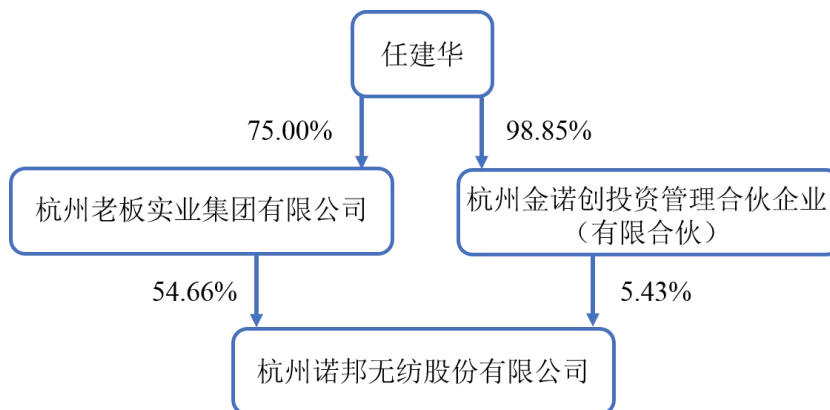 任建华
75.00%
98.85%
杭州老板实业集团有限公司
杭州金诺创投资管理合伙企业
（有限合伙）
54.66%
5.43%
杭州诺邦无纺股份有限公司